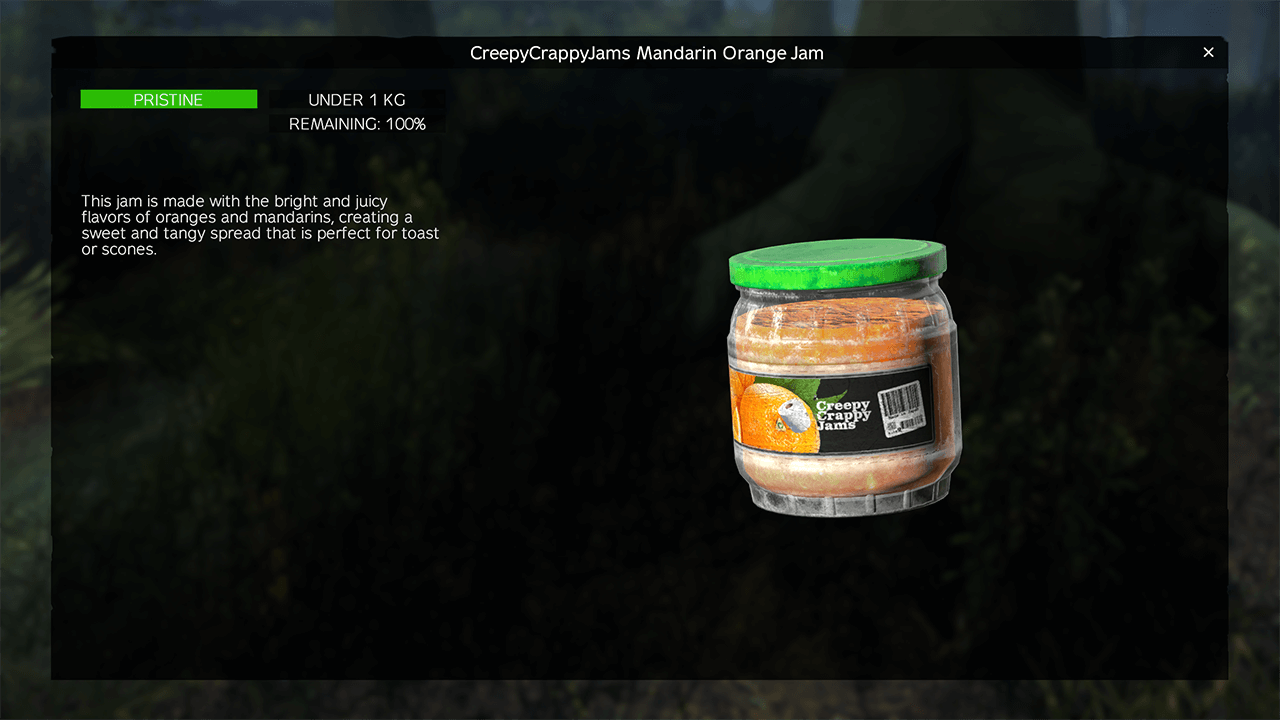 CreepyCrappyJams Mandarin Orange Jam
PRISTINE
UNDER 1 KG
REMAINING: 100%
This jam is made with the bright and juicy
flavors of oranges and mandarins, creating a
sweet and tangy spread that is perfect for toast
or scones.
Creepy
Crappy
Jams